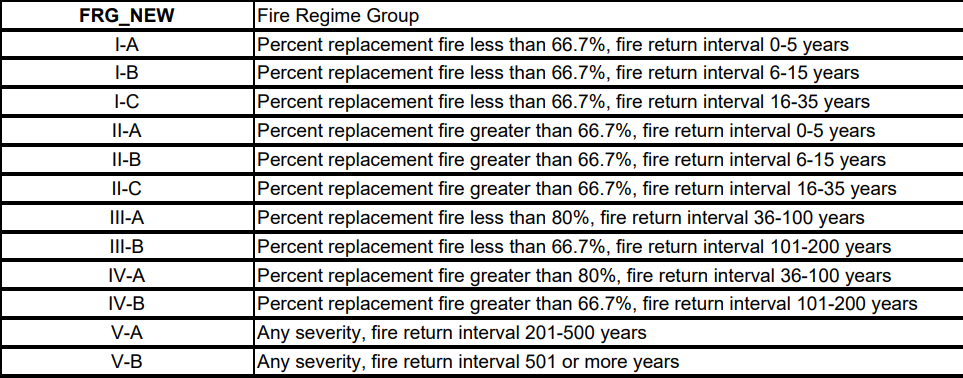 FRG_NEW Fire Regime Group
I-A Percent replacement fire less than 66.7%, fire return interval 0-5 years
I-B Percent replacement fire less than 66.7%, fire return interval 6-15 years
I-C Percent replacement fire less than 66.7%, fire return interval 16-35 years
II-A Percent replacement fire greater than 66.7%, fire return interval 0-5 years
II-B Percent replacement fire greater than 66.7%, fire return interval 6-15 years
II-C Percent replacement fire greater than 66.7%, fire return interval 16-35 years
III-A Percent replacement fire less than 80%, fire return interval 36-100 years
III-B Percent replacement fire less than 66.7%, fire return interval 101-200 years
IV-A Percent replacement fire greater than 80%, fire return interval 36-100 years
IV-B Percent replacement fire greater than 66.7%, fire return interval 101-200 years
V-A Any severity, fire return interval 201-500 years
V-B Any severity, fire return interval 501 or more years